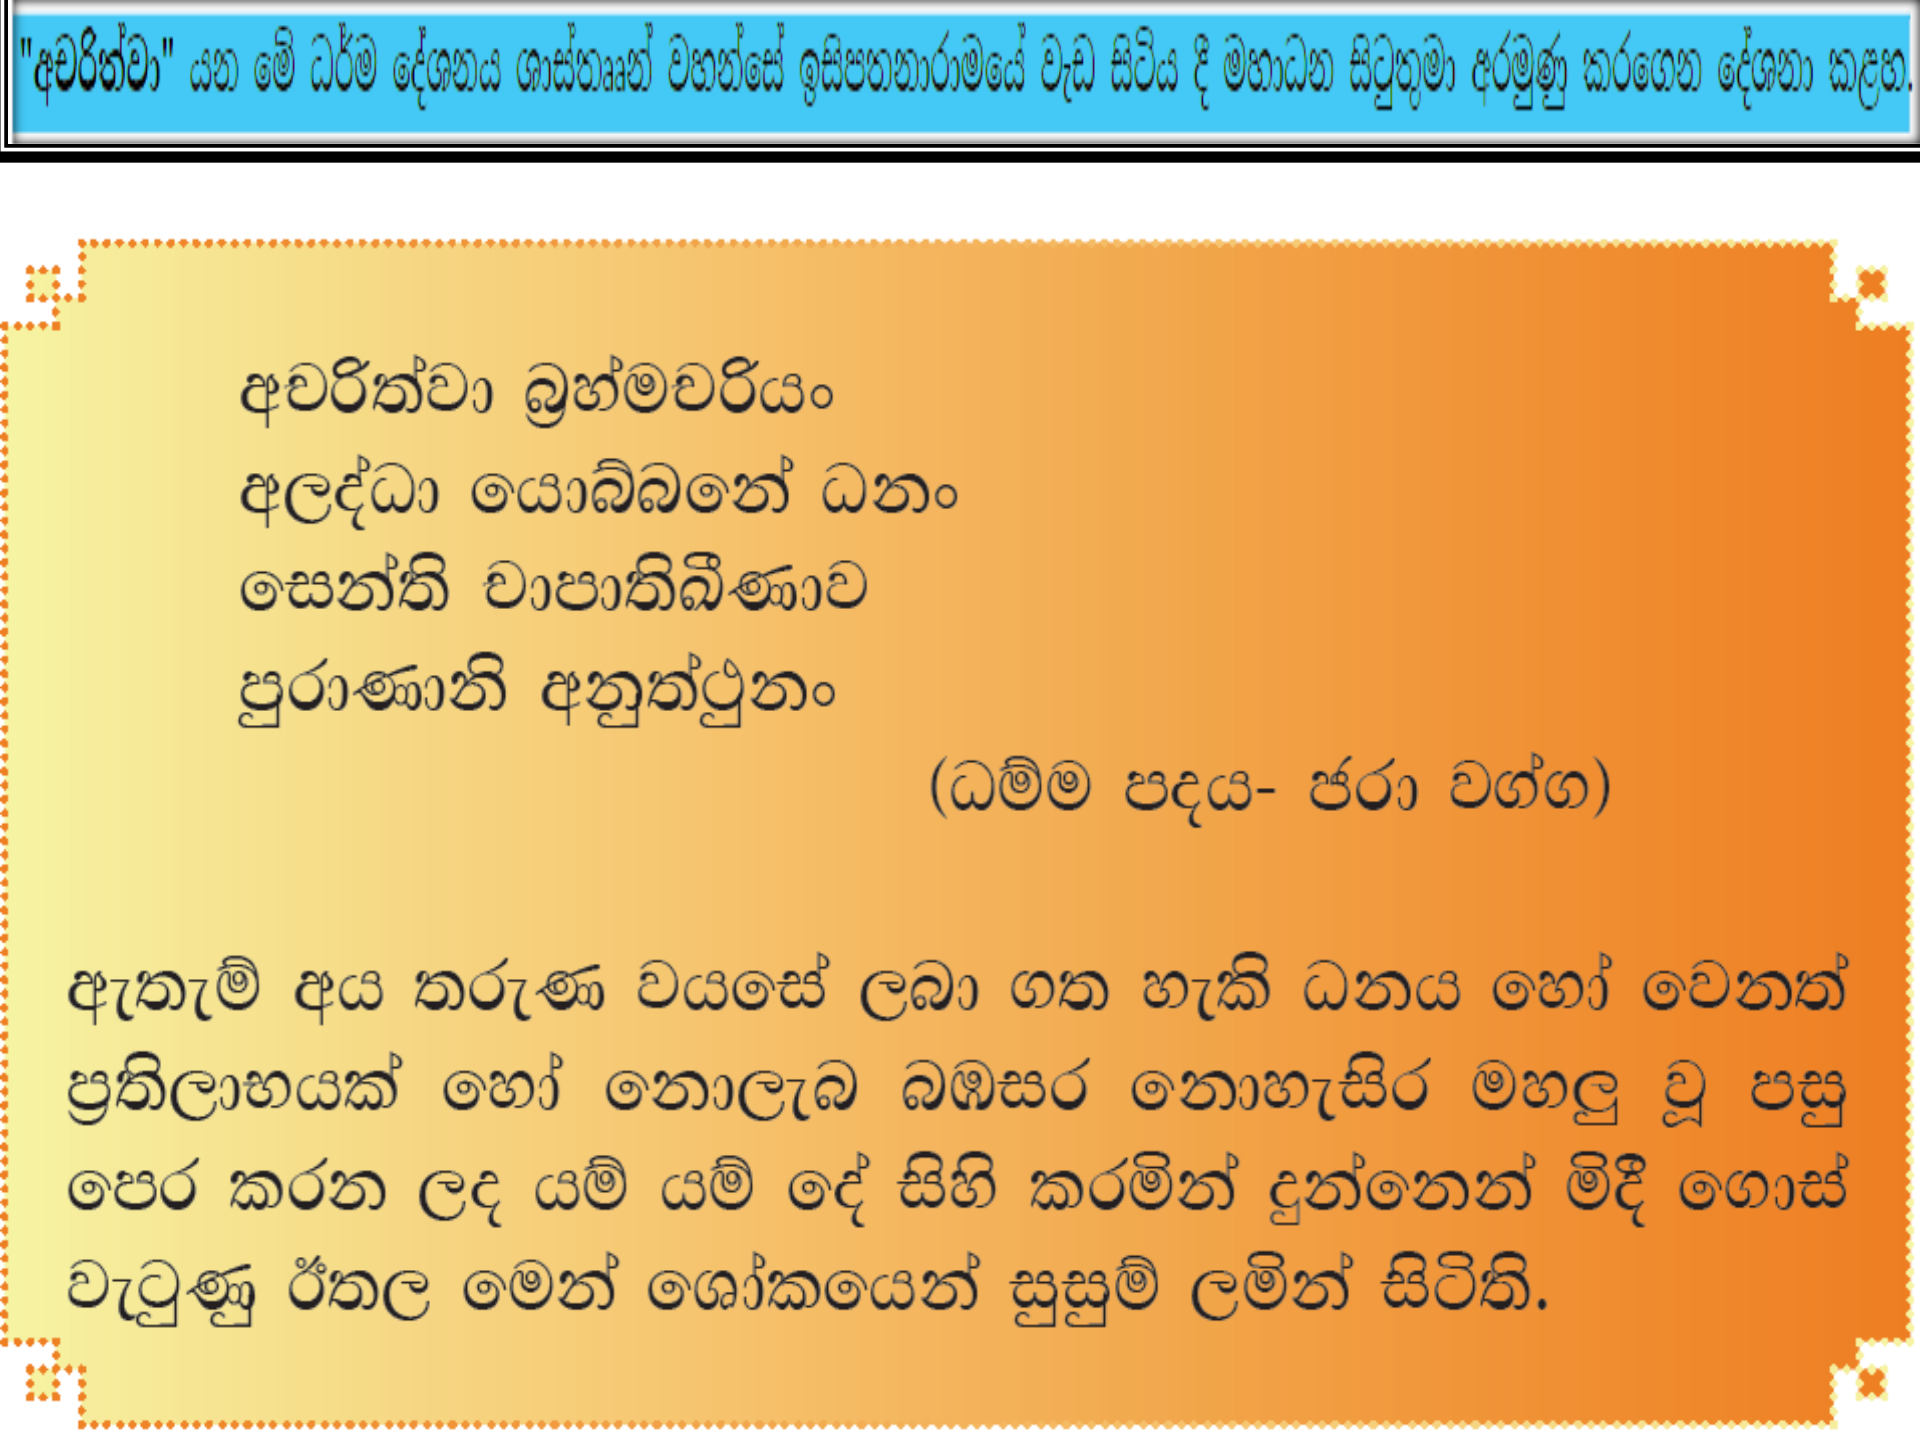 "අචරිත්වා" යන මේ ධර්ම දේශනය ශාස්තෲන් වහන්සේ ඉසිපතනාරාමයේ වැඩ සිටිය දී මහාධන සිටුතුමා අරමුණු කරගෙන දේශනා කළහ.
අචරිත්වා බ්‍රහ්මචරියං
අලද්ධා යොබ්බනේ ධනං
සෙන්ති චාපාතිඛීණාව
පුරාණානි අනුත්ථුනං
(ධම්ම පදය- ජරා වග්ග)
ඇතැම් අය තරුණ වයසේ ලබා ගත හැකි ධනය හෝ වෙනත්
ප්‍රතිලාභයක් හෝ නොලැබ බඹසර නොහැසිර මහලු වූ පසු
පෙර කරන ලද යම් යම් දේ සිහි කරමින් දුන්නෙන් මිදී ගොස්
වැටුණු ඊතල මෙන් ශෝකයෙන් සුසුම් ලමින් සිටිති.